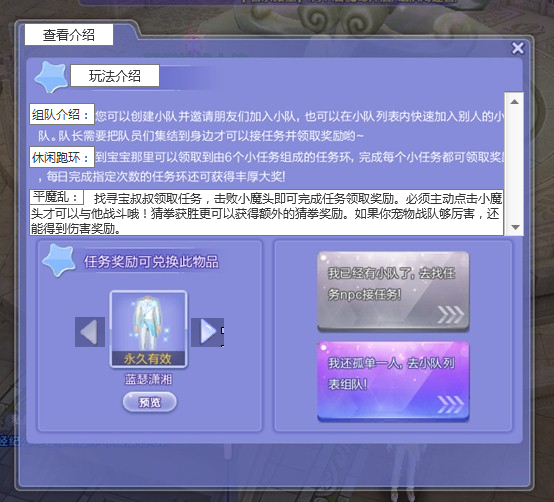 查看介绍
玩法介绍
组队介绍：您可以创建小队并邀请朋友们加入小队，也可以在小队列表内快速加入别人的小
队。队长需要把队员们集结到身边才可以接任务并领取奖励哟~
休闲跑环：到宝宝那里可以领取到由6个小任务组成的任务环，完成每个小任务都可领取奖励
，每日完成指定次数的任务环还可获得丰厚大奖!
平魔乱： 找寻宝叔叔领取任务，击败小魔头即可完成任务领取奖励。必须主动点击小魔
头才可以与他战斗哦！猜拳获胜更可以获得额外的猜拳奖励。如果你宠物战队够厉害，还
能得到伤害奖励。
任务奖励可兑换此物品
永久有效
蓝瑟潇湘
预览
我已经有小队了，去找任
务npc接任务!
我还孤单一人，去小队列
表组队!